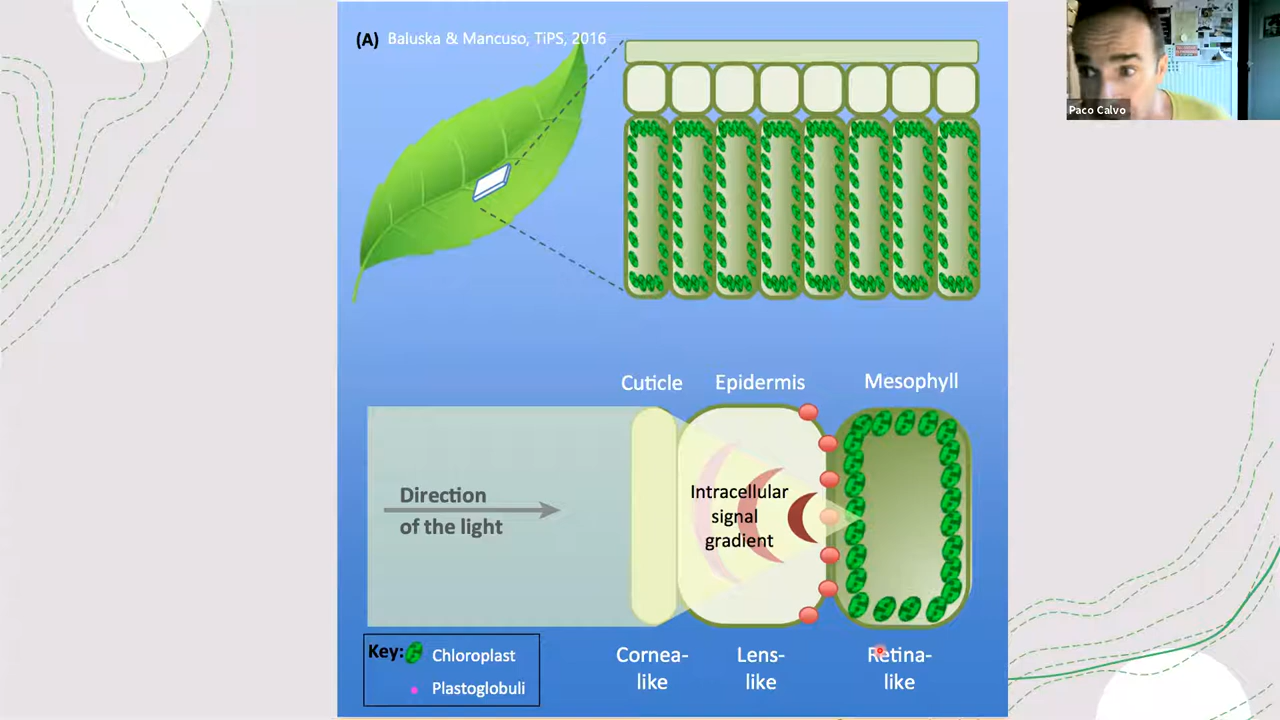 (A) Baluska & Mancuso, TiPS, 2016
Paco Calvo
Cuticle Epidermis Mesophyll
Direction
of the light
Intracellular
signal
gradient
Key: Chloroplast
Plastoglobuli
Cornea-
like
Lens-
like
Retina-
like